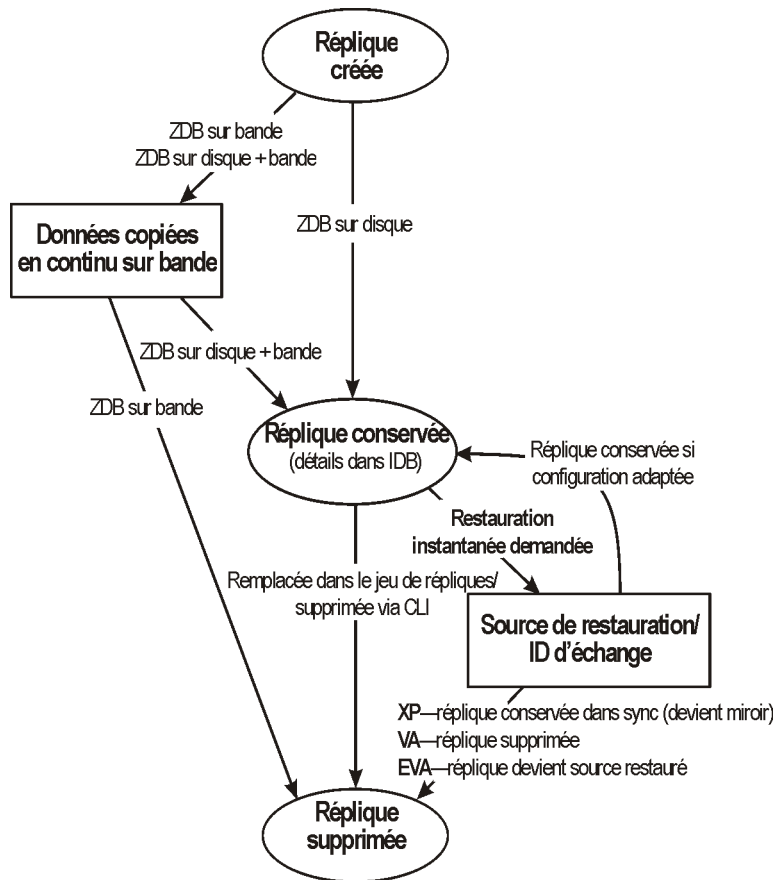 Réplique
créée
ZDB sur bande
ZDB sur disque + bande
ZDB sur disque
Données copiées
en continu sur bande
ZDB sur disque + bande
ZDB sur bande
Réplique conservée
(détails dans IDB)
Réplique conservée si
configuration adaptée
Restauration
instantanée demandée
Remplacée dans le jeu de répliques/
supprimée via CLI
Source de restauration/
ID d’échange
XP—réplique conservée dans sync (devient miroir)
VA—réplique supprimée
EVA—réplique devient source restauré
Réplique
supprimée